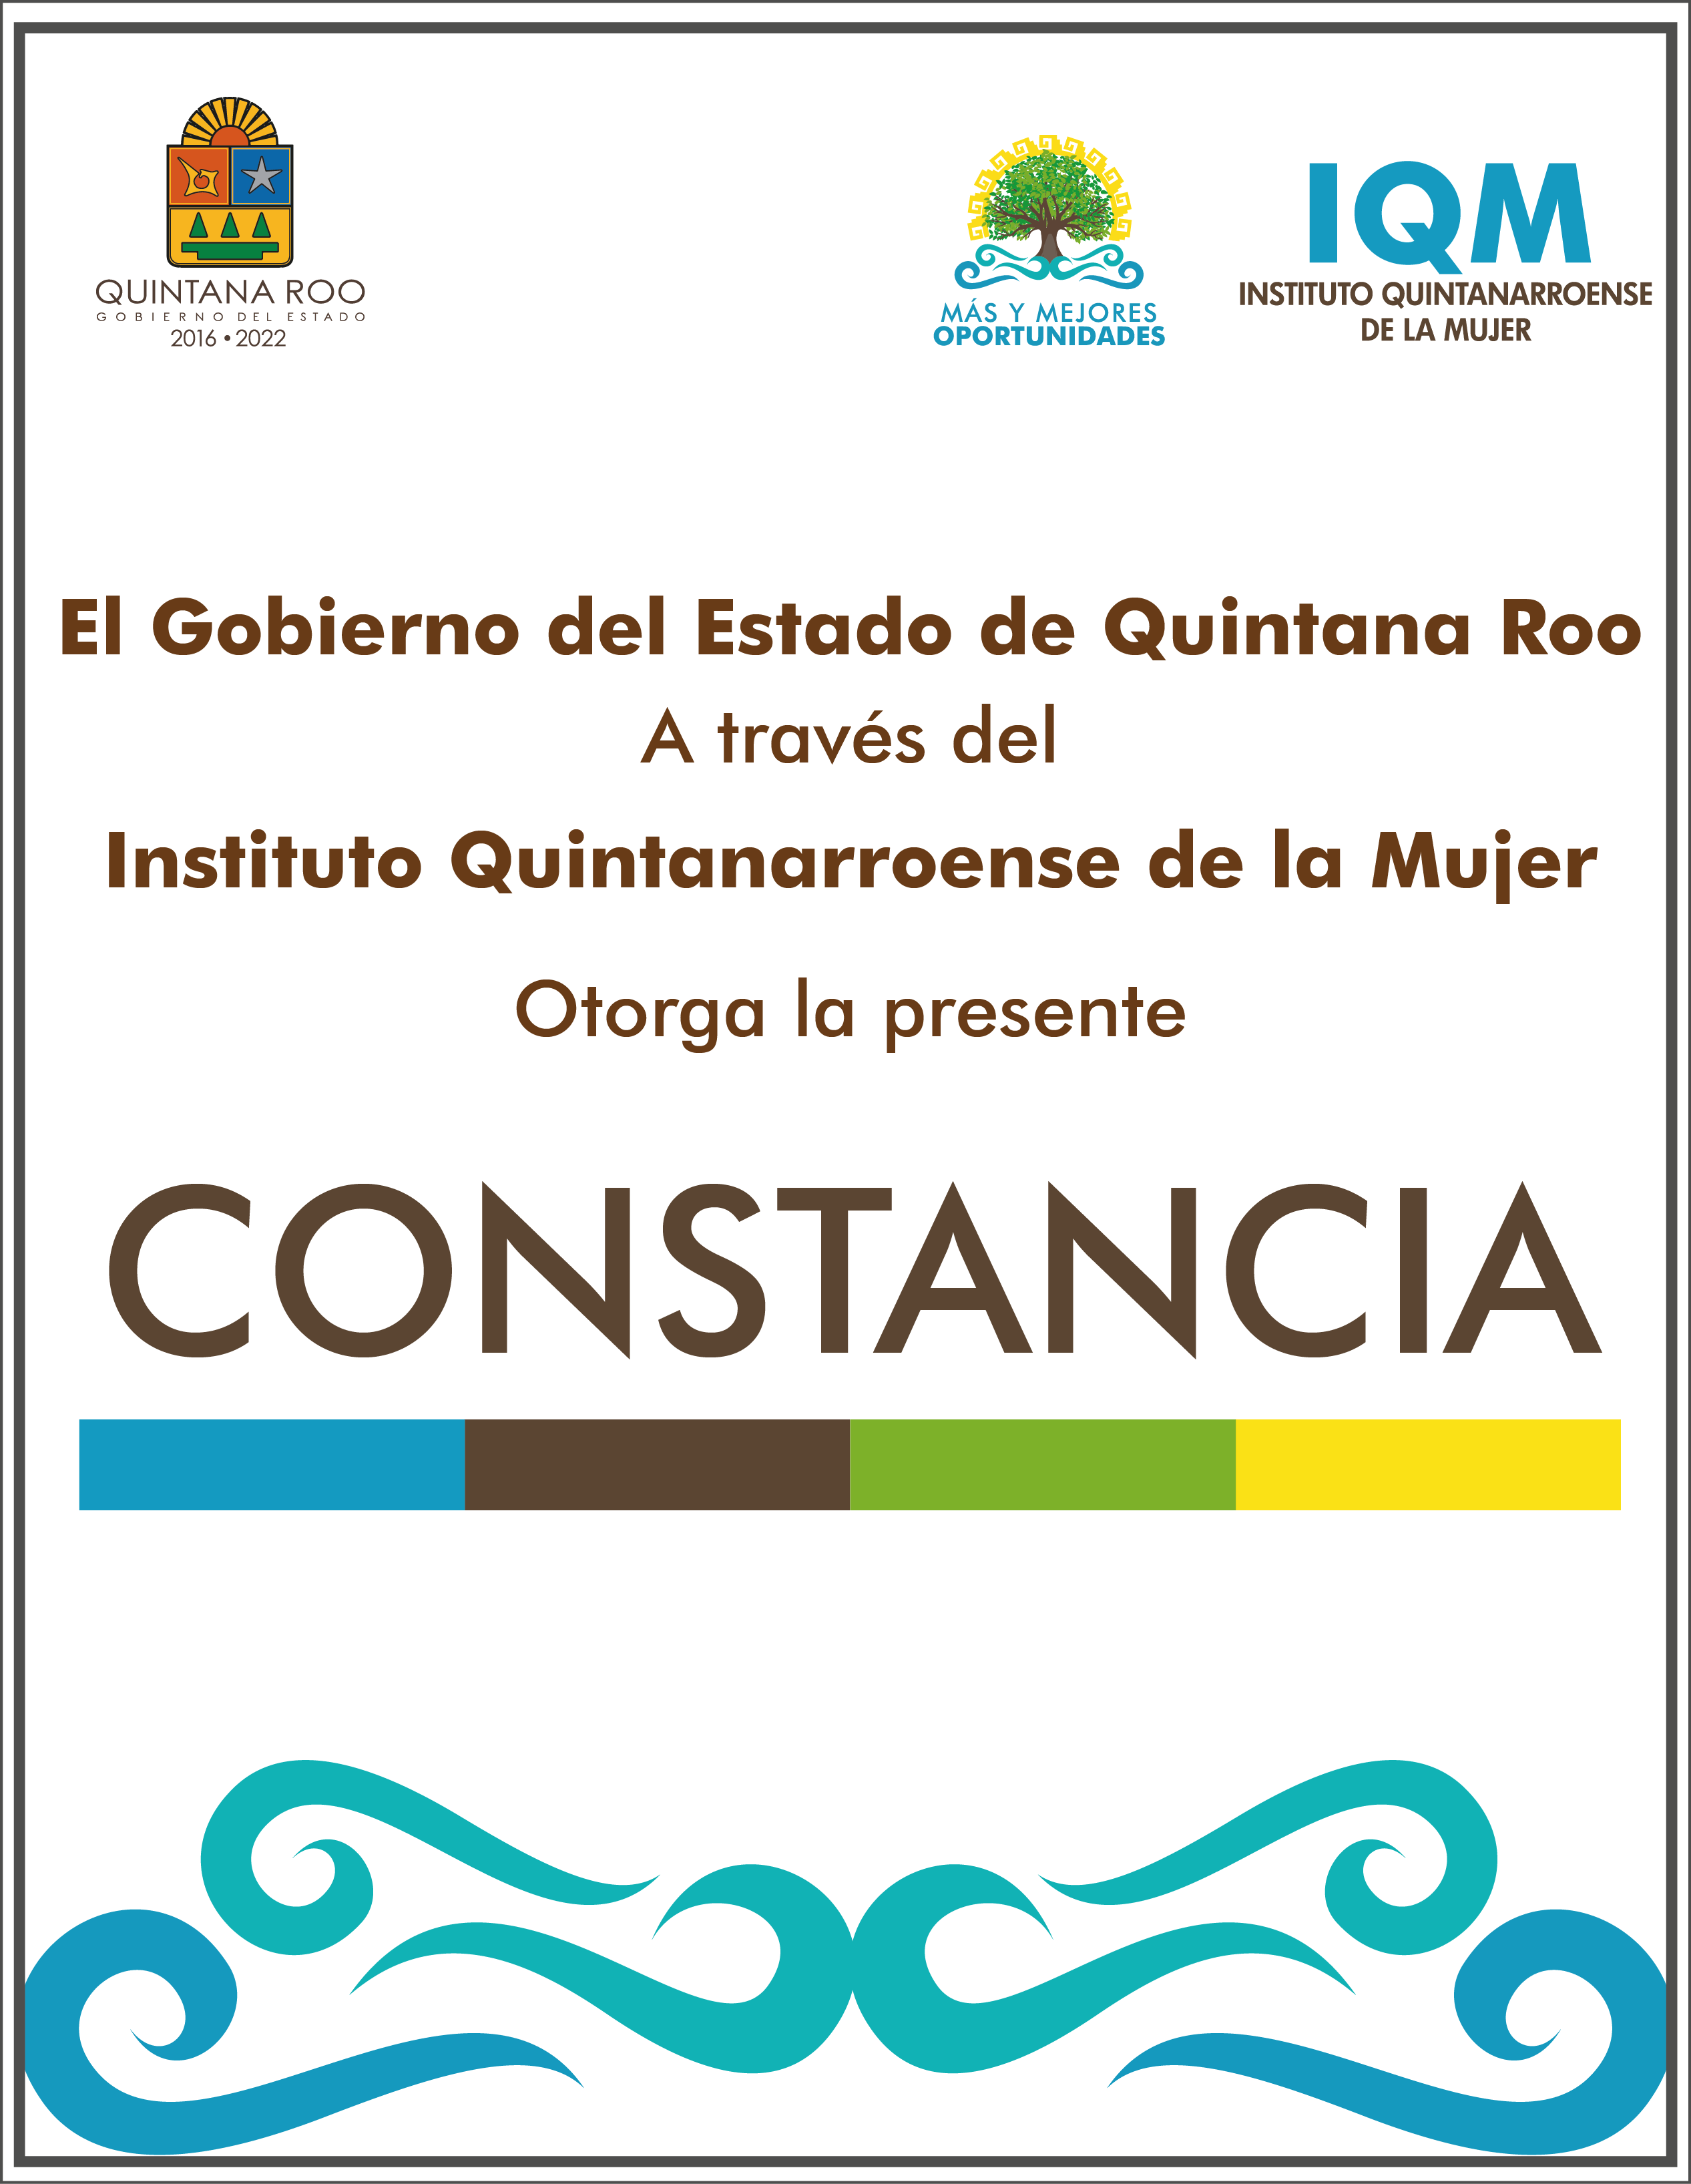 QUINTANA ROO
GOBIERNO DEL ESTADO
2016 • 2022
MÁS Y MEJORES
OPORTUNIDADES
IQM
INSTITUTO QUINTANARROENSE
DE LA MUJER
El Gobierno del Estado de Quintana Roo
A través del
Instituto Quintanarroense de la Mujer
Otorga la presente
CONSTANCIA